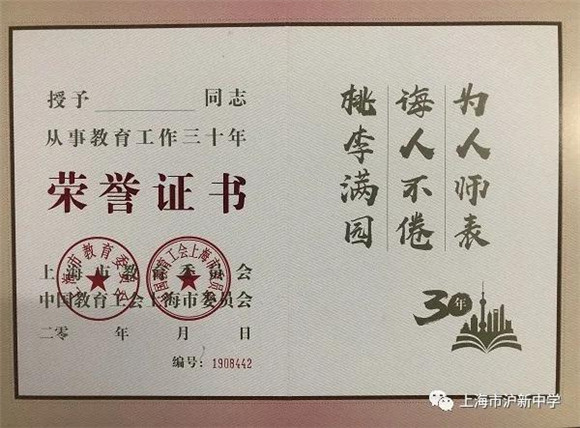 授予 同志
从事教育工作三十年
荣誉证书
上海市教育委员会
中国教育工会上海市委员会
二零 年 月 日
编号：1908442
为人师表
诲人不倦
桃李满园
30年
上海市沪新中学